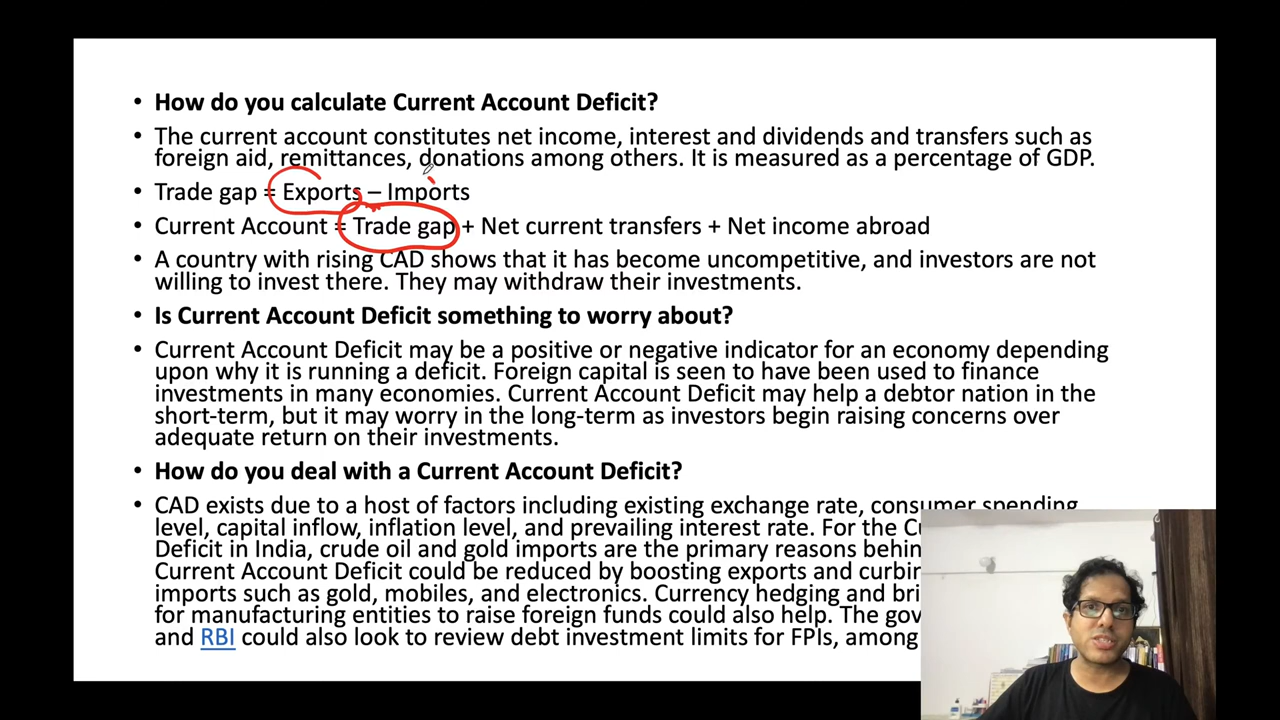 • How do you calculate Current Account Deficit?
• The current account constitutes net income, interest and dividends and transfers such as
foreign aid, remittances, donations among others. It is measured as a percentage of GDP.
• Trade gap = Exports – Imports
• Current Account = Trade gap + Net current transfers + Net income abroad
• A country with rising CAD shows that it has become uncompetitive, and investors are not
willing to invest there. They may withdraw their investments.
• Is Current Account Deficit something to worry about?
• Current Account Deficit may be a positive or negative indicator for an economy depending
upon why it is running a deficit. Foreign capital is seen to have been used to finance
investments in many economies. Current Account Deficit may help a debtor nation in the
short-term, but it may worry in the long-term as investors begin raising concerns over
adequate return on their investments.
• How do you deal with a Current Account Deficit?
• CAD exists due to a host of factors including existing exchange rate, consumer spending
level, capital inflow, inflation level, and prevailing interest rate. For the
Deficit in India, crude oil and gold imports are the primary reasons
Current Account Deficit could be reduced by boosting exports and
imports such as gold, mobiles, and electronics. Currency hedging and
for manufacturing entities to raise foreign funds could also help. The
and RBI could also look to review debt investment limits for FPIs, among